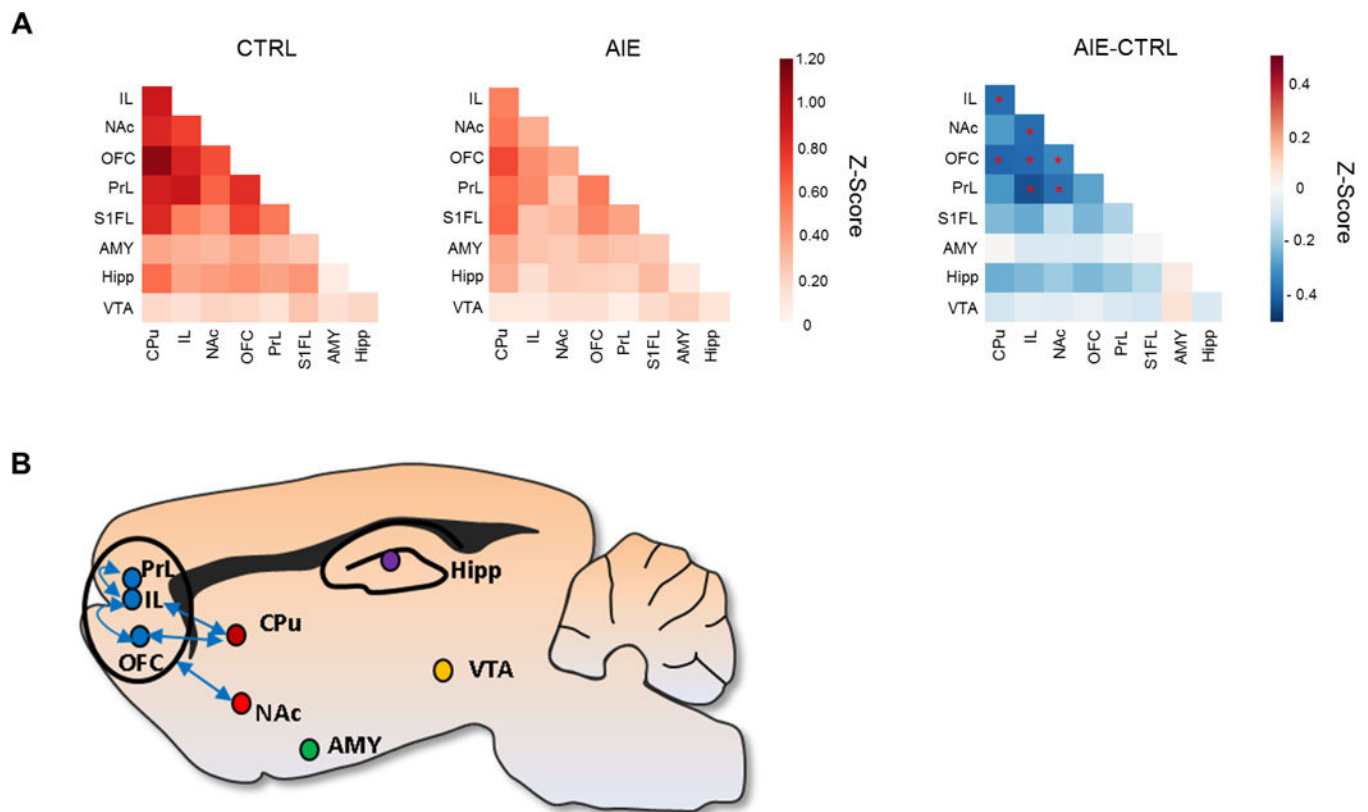 A
CTRL
AIE
AIE-CTRL
IL
NAc
OFC
PrL
S1FL
AMY
Hipp
VTA
CPu
IL
NAc
OFC
PrL
S1FL
AMY
Hipp
IL
NAc
OFC
PrL
S1FL
AMY
Hipp
VTA
CPu
IL
NAc
OFC
PrL
S1FL
AMY
Hipp
1.20
1.00
0.80
0.60
0.40
0.20
0
Z-Score
IL
NAc
OFC
PrL
S1FL
AMY
Hipp
VTA
CPu
IL
NAc
OFC
PrL
S1FL
AMY
Hipp
0.4
0.2
0
- 0.2
- 0.4
Z-Score
B
PrL
IL
OFC
Hipp
CPu
VTA
NAc
AMY